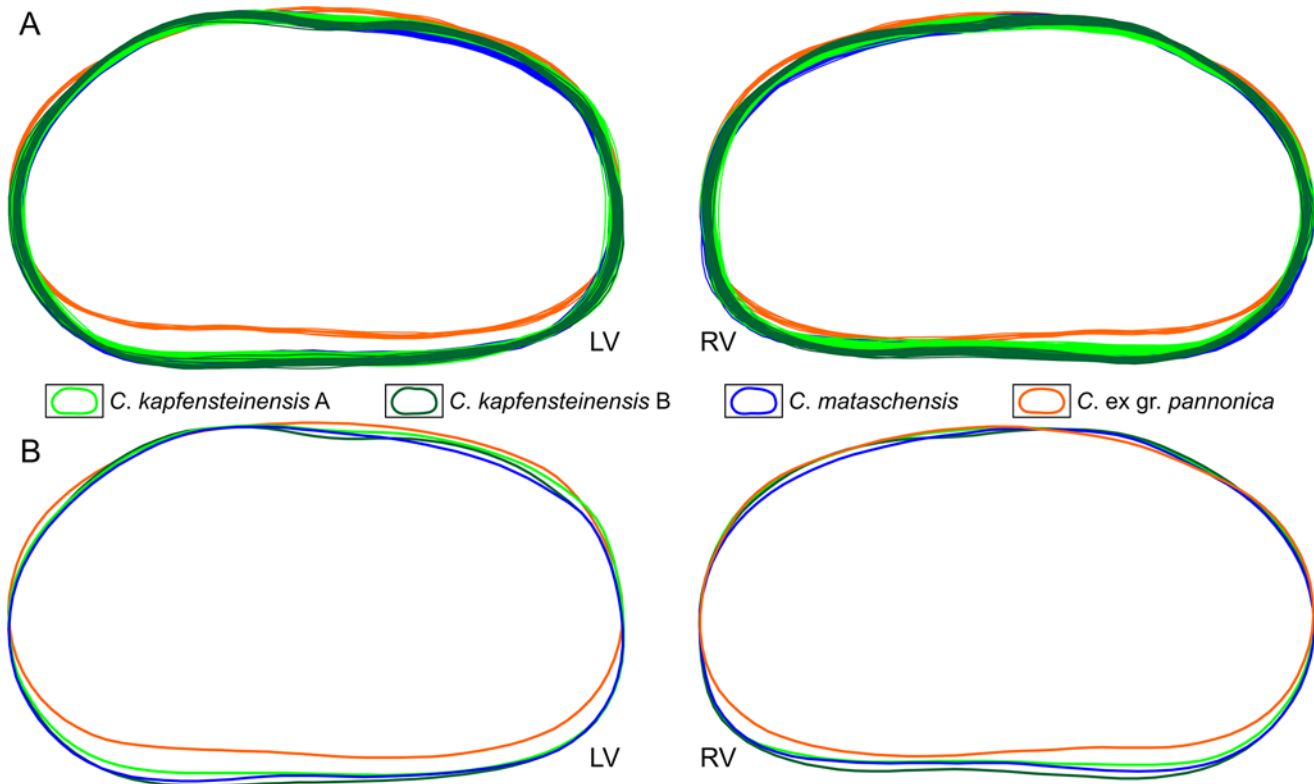 A
LV RV
C. kapfensteinensis A C. kapfensteinensis B C. mataschensis C. ex gr. pannonica
B
LV RV